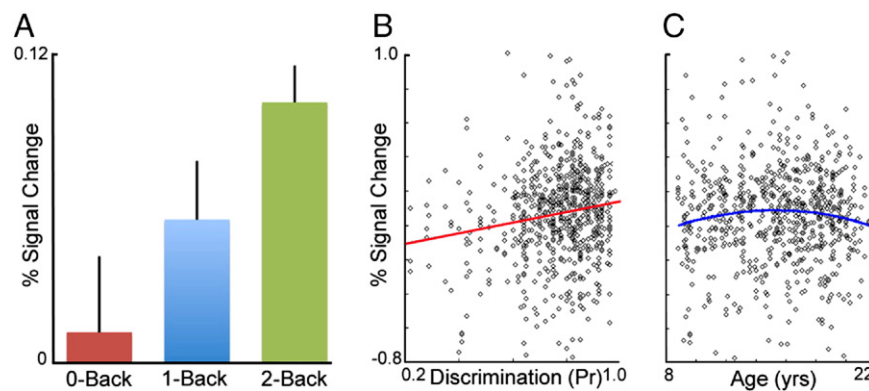 A
0.12
% Signal Change
0
0-Back 1-Back 2-Back
B
1.0
% Signal Change
-0.8
0.2 Discrimination (Pr) 1.0
C
8 Age (yrs) 22